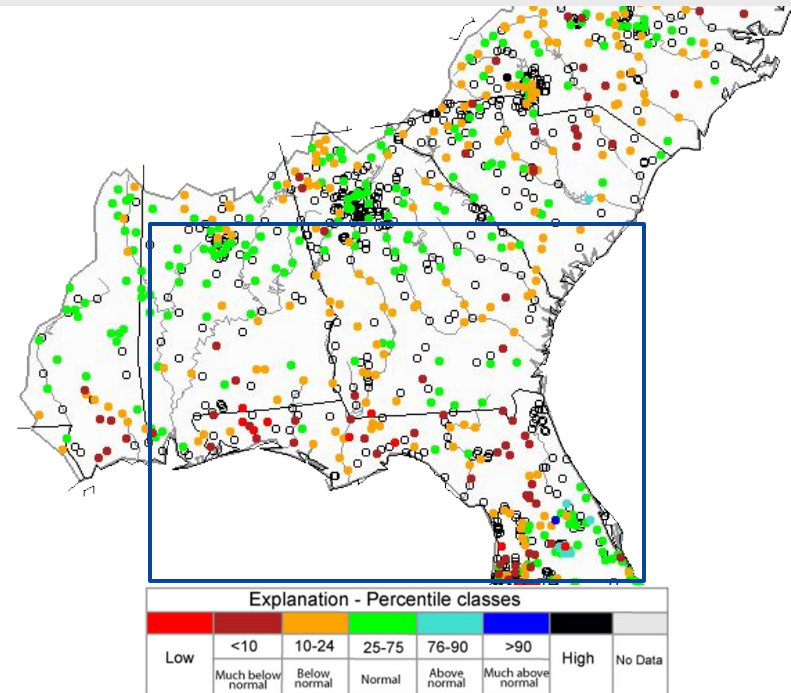 Explanation - Percentile classes
Low <10 10-24 25-75 76-90 >90 High No Data
Much below normal Below normal Normal Above normal Much above normal